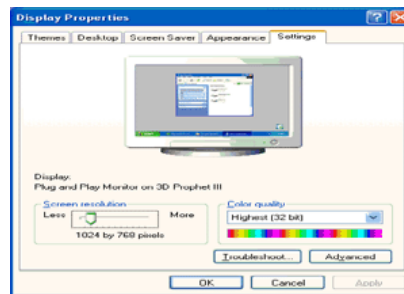 Display Properties
Themes Desktop Screen Saver Appearance Settings
Display:
Plug and Play Monitor on 3D Prophet III
Screen resolution
Less More
1024 by 768 pixels
Color quality
Highest (32 bit)
Troubleshoot... Advanced
OK Cancel Apply